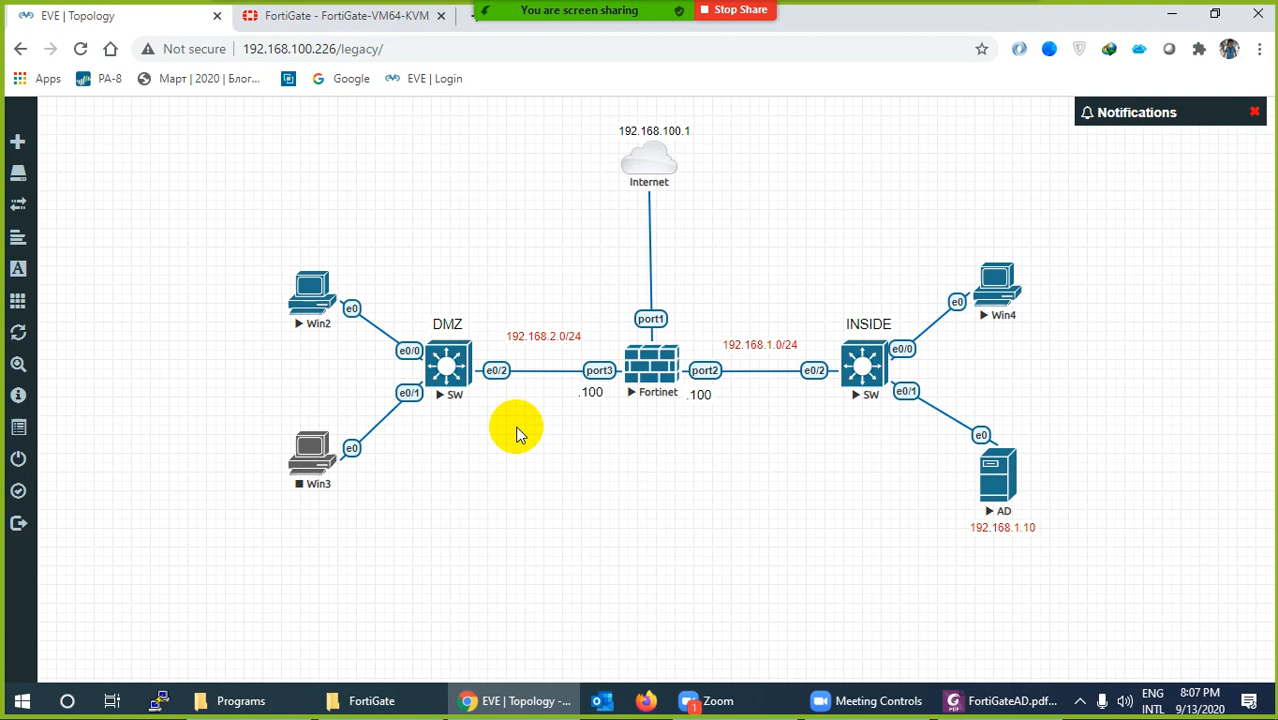 EVE | Topology
FortiGate - FortiGate-VM64-KVM
You are screen sharing
Stop Share
Not secure
192.168.100.226/legacy/
Apps
PA-8
Март | 2020 | Блог...
Google
EVE | Login
Notifications
192.168.100.1
Internet
port1
Win2
e0
DMZ
192.168.2.0/24
192.168.1.0/24
INSIDE
e0
Win4
e0/0
e0/0
e0/2
port3
port2
e0/2
SW
.100
Fortinet
.100
SW
e0/1
e0/1
e0
e0
Win3
AD
192.168.1.10
Programs
FortiGate
EVE | Topology -...
1
Zoom
Meeting Controls
FortiGateAD.pdf...
ENG
INTL
8:07 PM
9/13/2020